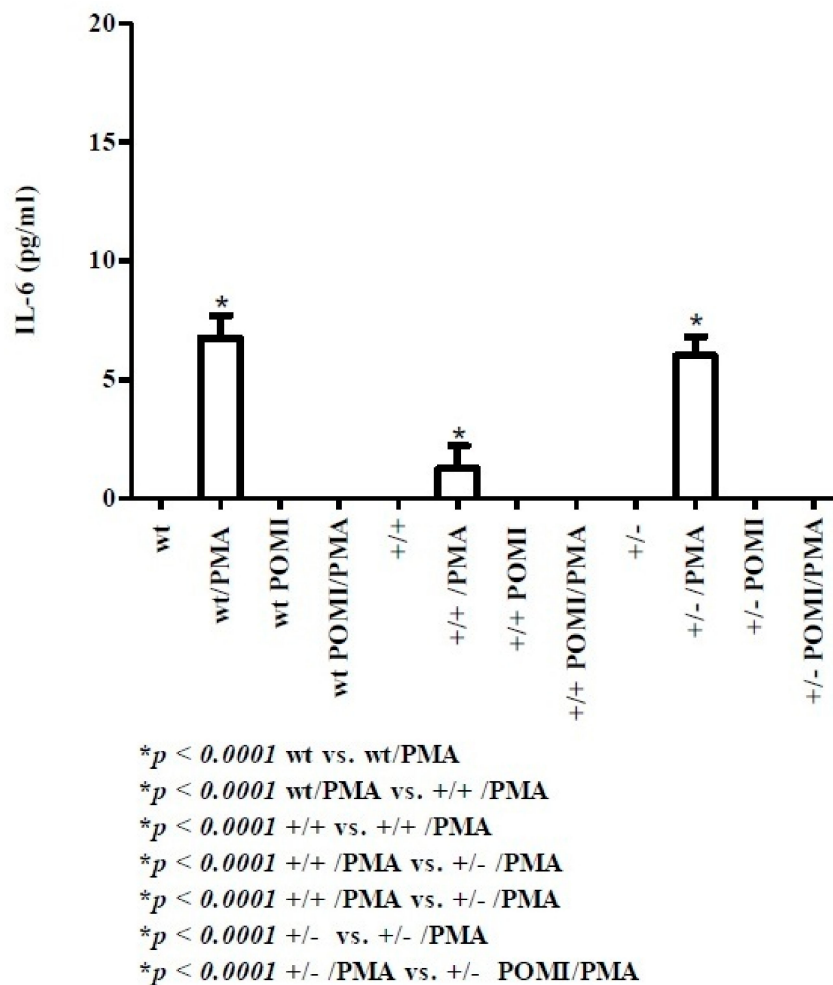 20
15
10
5
0
IL-6 (pg/ml)
*
*
*
wt
wt/PMA
wt POMI
wt POMI/PMA
+/+
+/+ /PMA
+/+ POMI
+/+ POMI/PMA
+/-
+/- /PMA
+/- POMI
+/- POMI/PMA
*p < 0.0001 wt vs. wt/PMA
*p < 0.0001 wt/PMA vs. +/+ /PMA
*p < 0.0001 +/+ vs. +/+ /PMA
*p < 0.0001 +/+ /PMA vs. +/- /PMA
*p < 0.0001 +/+ /PMA vs. +/- /PMA
*p < 0.0001 +/- vs. +/- /PMA
*p < 0.0001 +/- /PMA vs. +/- POMI/PMA